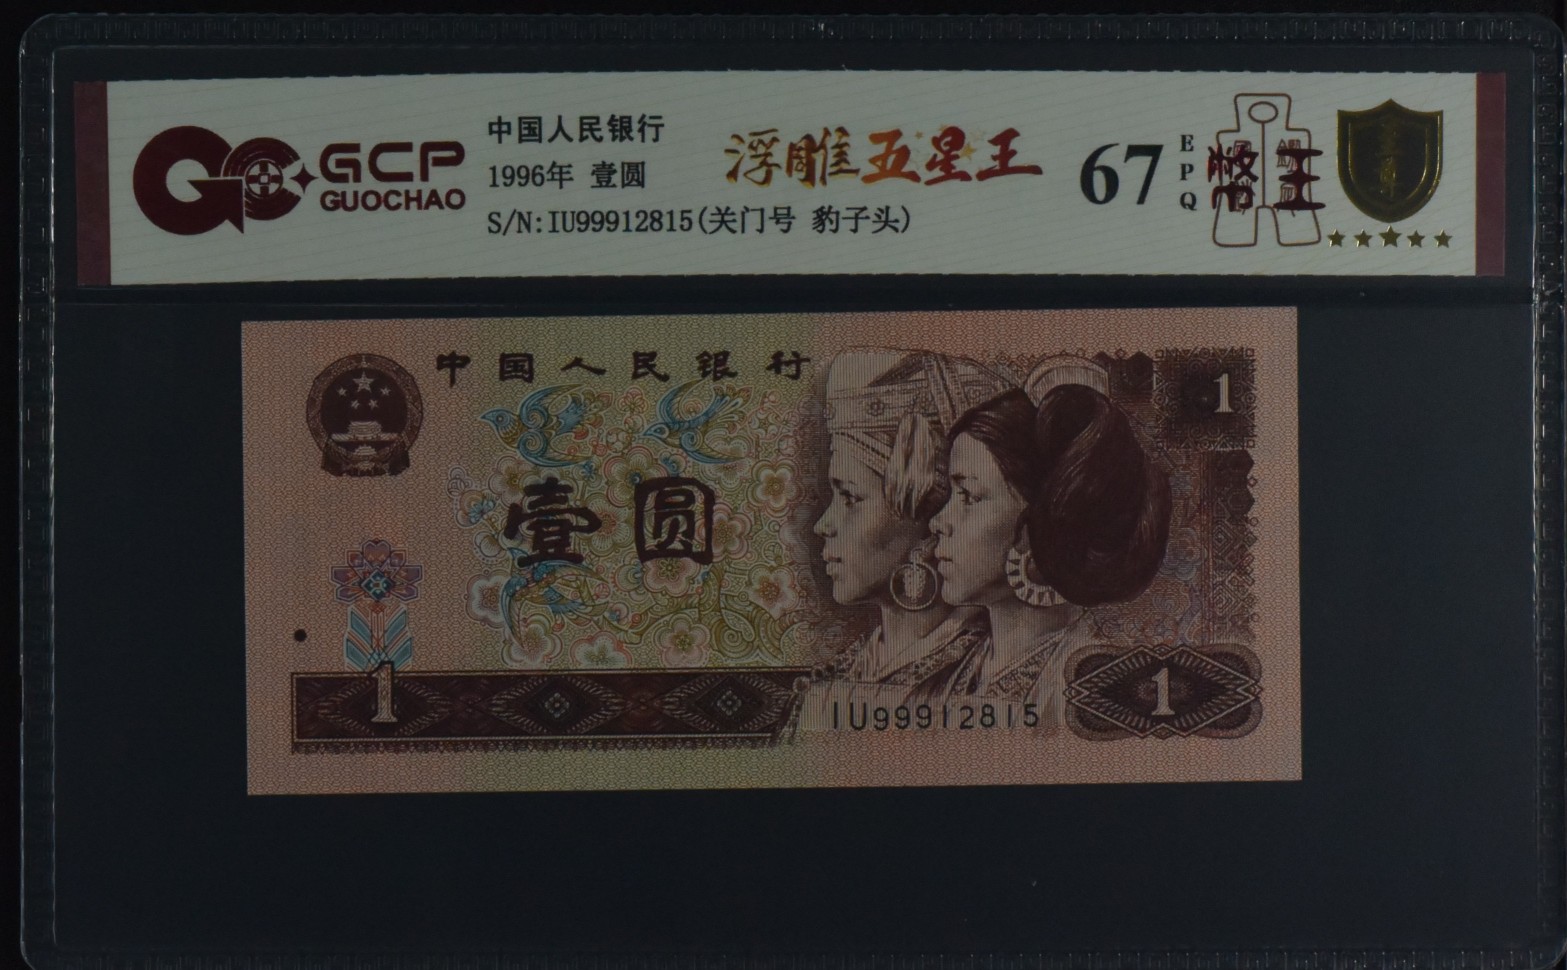 GCP
GUOCHAO
中国人民银行
1996年 壹圆
S/N:IU99912815(关门号 豹子头)
浮雕五星王
67
EPQ
币王
中国人民银行
1
壹圆
1
1
IU99912815